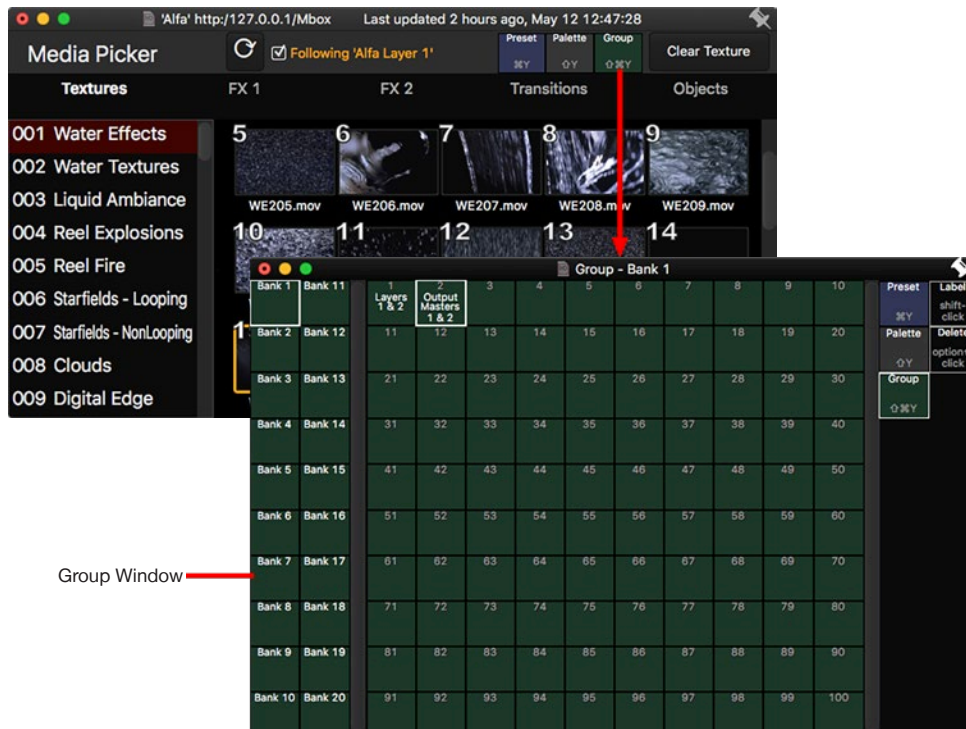 'Alfa' http:/127.0.0.1/Mbox Last updated 2 hours ago, May 12 12:47:28
Media Picker
Following 'Alfa Layer 1'
Preset ⌘Y
Palette ⇧Y
Group ⇧⌘Y
Clear Texture
Textures FX 1 FX 2 Transitions Objects
001 Water Effects
002 Water Textures
003 Liquid Ambiance
004 Reel Explosions
005 Reel Fire
006 Starfields - Looping
007 Starfields - NonLooping
008 Clouds
009 Digital Edge
5 6 7 8 9
WE205.mov WE206.mov WE207.mov WE208.mov WE209.mov
10 11 12 13 14
Group - Bank 1
Bank 1 Bank 11 1 Layers 1 & 2 2 Output Masters 1 & 2 3 4 5 6 7 8 9 10
Bank 2 Bank 12 11 12 13 14 15 16 17 18 19 20
Bank 3 Bank 13 21 22 23 24 25 26 27 28 29 30
Bank 4 Bank 14 31 32 33 34 35 36 37 38 39 40
Bank 5 Bank 15 41 42 43 44 45 46 47 48 49 50
Bank 6 Bank 16 51 52 53 54 55 56 57 58 59 60
Bank 7 Bank 17 61 62 63 64 65 66 67 68 69 70
Bank 8 Bank 18 71 72 73 74 75 76 77 78 79 80
Bank 9 Bank 19 81 82 83 84 85 86 87 88 89 90
Bank 10 Bank 20 91 92 93 94 95 96 97 98 99 100
Preset ⌘Y
Label shift-click
Palette ⇧Y
Delete option-click
Group ⇧⌘Y
Group Window